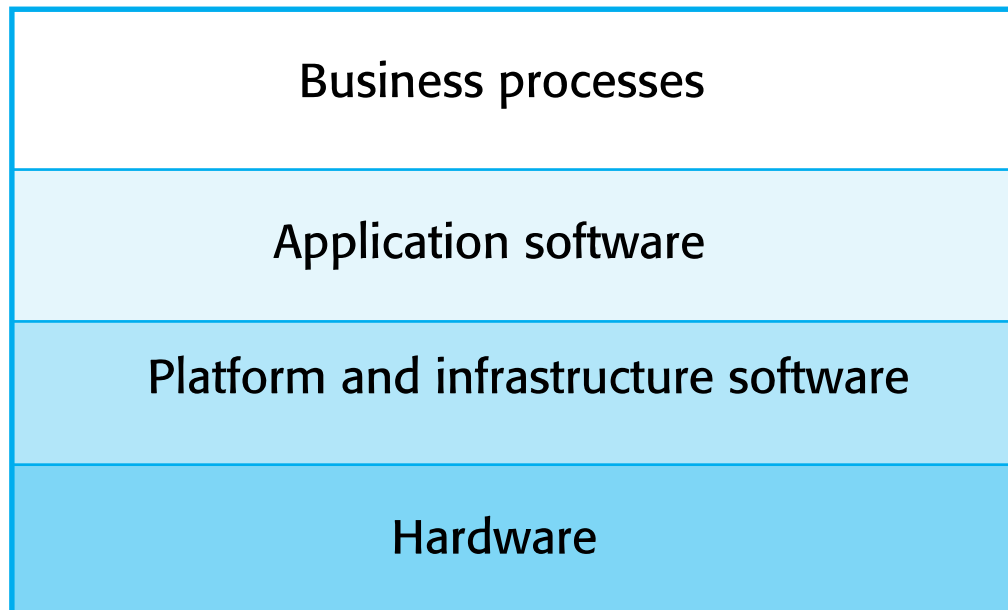 Business processes
Application software
Platform and infrastructure software
Hardware